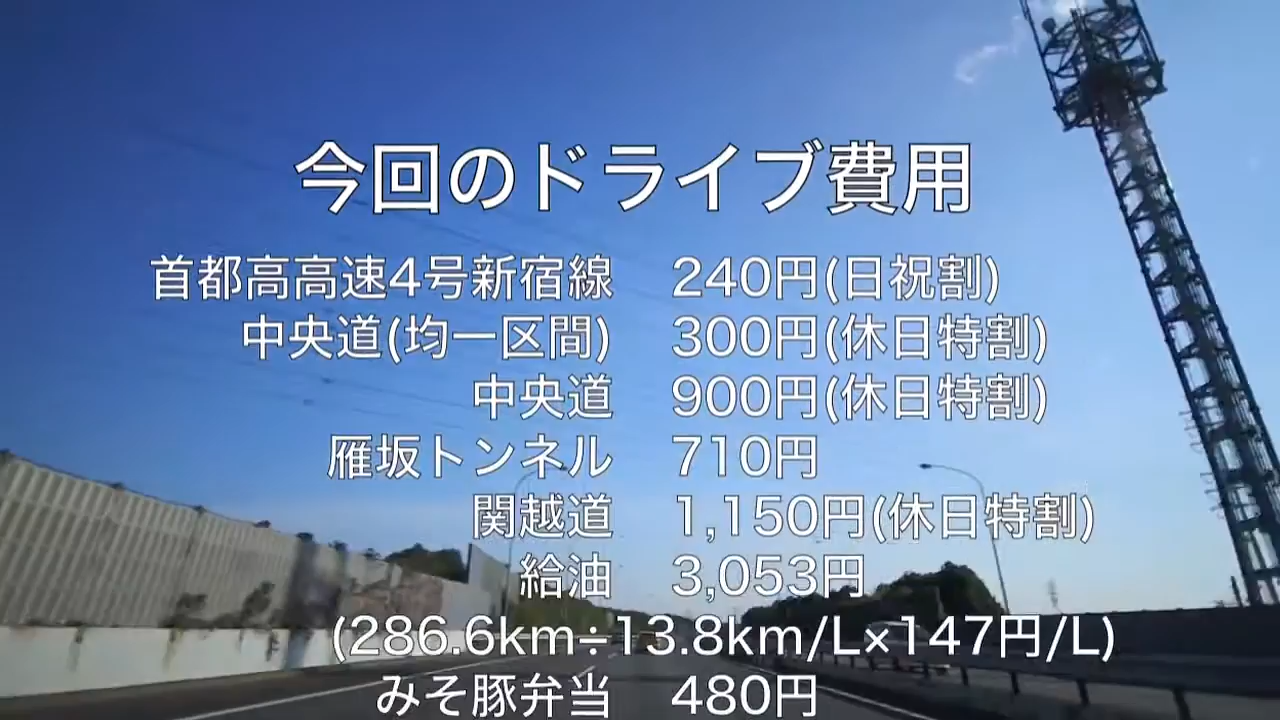 今回のドライブ費用
首都高高速4号新宿線 240円(日祝割)
中央道(均一区間) 300円(休日特割)
中央道 900円(休日特割)
雁坂トンネル 710円
関越道 1,150円(休日特割)
給油 3,053円
(286.6km÷13.8km/L×147円/L)
みそ豚弁当 480円